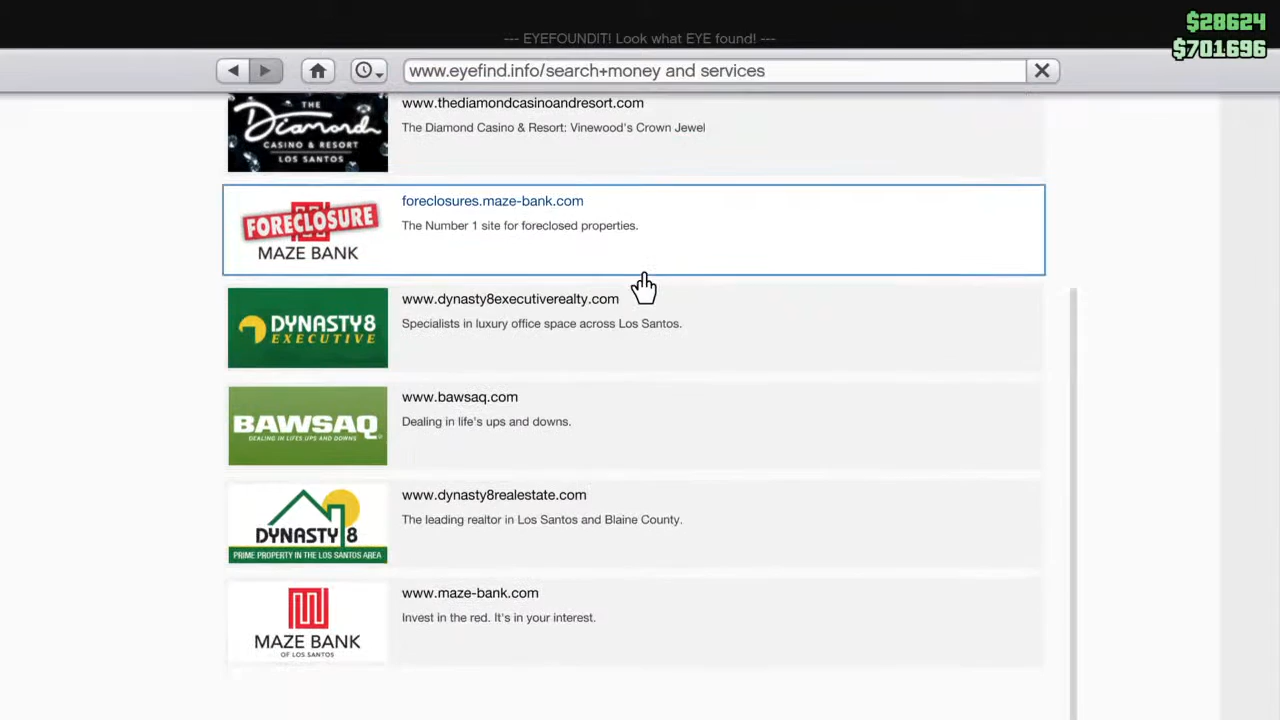 $28624
--- EYEFOUNDIT! Look what EYE found! ---
$701696
www.eyefind.info/search+money and services
THE
Diamond
CASINO & RESORT
LOS SANTOS
www.thediamondcasinoandresort.com
The Diamond Casino & Resort: Vinewood's Crown Jewel
FORECLOSURE
MAZE BANK
foreclosures.maze-bank.com
The Number 1 site for foreclosed properties.
DYNASTY8
EXECUTIVE
www.dynasty8executiverealty.com
Specialists in luxury office space across Los Santos.
BAWSAQ
DEALING IN LIFE'S UPS AND DOWNS
www.bawsaq.com
Dealing in life's ups and downs.
DYNASTY 8
PRIME PROPERTY IN THE LOS SANTOS AREA
www.dynasty8realestate.com
The leading realtor in Los Santos and Blaine County.
MAZE BANK
OF LOS SANTOS
www.maze-bank.com
Invest in the red. It's in your interest.